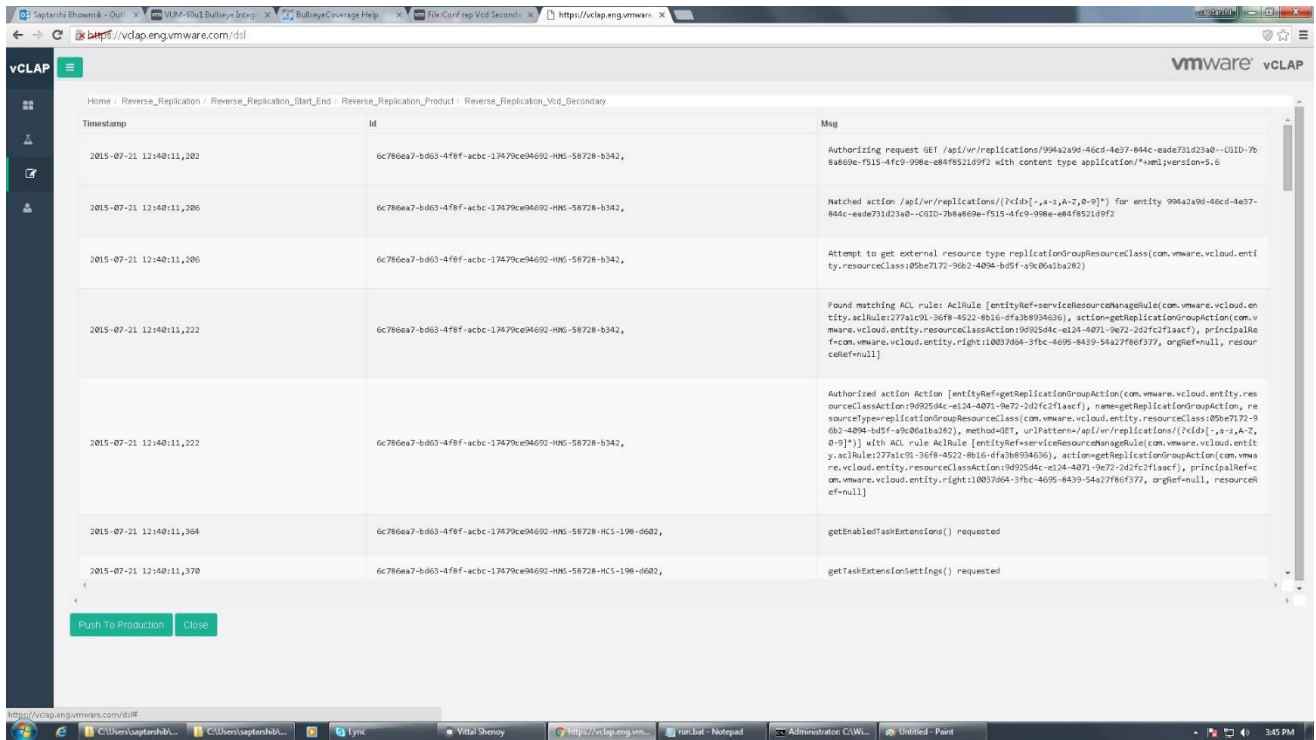 Saptarshi Bhowmik - Outl
VUM-60u1 Bullseye Integr
BullseyeCoverage Help
File:Conf rep Vcd Seconds
https://vclap.eng.vmware.
saptarshi
https://vclap.eng.vmware.com/dsl
vCLAP
vmware vCLAP
Home / Reverse_Replication / Reverse_Replication_Start_End / Reverse_Replication_Product / Reverse_Replication_Vcd_Secondary
Timestamp Id Msg
2015-07-21 12:40:11,202 6c786ea7-bd63-4f8f-acbc-17479ce94692-HMS-58728-b342,
Authorizing request GET /api/vr/replications/994a2a9d-46cd-4e37-844c-eade731d23a0--CGID-7b
8a869e-f515-4fc9-998e-e84f8521d9f2 with content type application/*+xml;version=5.6
2015-07-21 12:40:11,206 6c786ea7-bd63-4f8f-acbc-17479ce94692-HMS-58728-b342,
Matched action /api/vr/replications/(?<id>[-,a-z,A-Z,0-9]*) for entity 994a2a9d-46cd-4e37-
844c-eade731d23a0--CGID-7b8a869e-f515-4fc9-998e-e84f8521d9f2
2015-07-21 12:40:11,206 6c786ea7-bd63-4f8f-acbc-17479ce94692-HMS-58728-b342,
Attempt to get external resource type replicationGroupResourceClass(com.vmware.vcloud.enti
ty.resourceClass:05be7172-96b2-4094-bd5f-a9c06a1ba282)
2015-07-21 12:40:11,222 6c786ea7-bd63-4f8f-acbc-17479ce94692-HMS-58728-b342,
Found matching ACL rule: AclRule [entityRef=serviceResourceManageRule(com.vmware.vcloud.en
tity.aclRule:277a1c91-36f8-4522-8b16-dfa3b8934636), action=getReplicationGroupAction(com.v
mware.vcloud.entity.resourceClassAction:9d925d4c-e124-4071-9e72-2d2fc2f1aacf), principalRe
f=com.vmware.vcloud.entity.right:10037d64-3fbc-4695-8439-54a27f86f377, orgRef=null, resour
ceRef=null]
2015-07-21 12:40:11,222 6c786ea7-bd63-4f8f-acbc-17479ce94692-HMS-58728-b342,
Authorized action Action [entityRef=getReplicationGroupAction(com.vmware.vcloud.entity.res
ourceClassAction:9d925d4c-e124-4071-9e72-2d2fc2f1aacf), name=getReplicationGroupAction, re
sourceType=replicationGroupResourceClass(com.vmware.vcloud.entity.resourceClass:05be7172-9
6b2-4094-bd5f-a9c06a1ba282), method=GET, urlPattern=/api/vr/replications/(?<id>[-,a-z,A-Z,
0-9]*)] with ACL rule AclRule [entityRef=serviceResourceManageRule(com.vmware.vcloud.entit
y.aclRule:277a1c91-36f8-4522-8b16-dfa3b8934636), action=getReplicationGroupAction(com.vmwa
re.vcloud.entity.resourceClassAction:9d925d4c-e124-4071-9e72-2d2fc2f1aacf), principalRef=c
om.vmware.vcloud.entity.right:10037d64-3fbc-4695-8439-54a27f86f377, orgRef=null, resourceR
ef=null]
2015-07-21 12:40:11,364 6c786ea7-bd63-4f8f-acbc-17479ce94692-HMS-58728-HCS-198-d602, getEnabledTaskExtensions() requested
2015-07-21 12:40:11,370 6c786ea7-bd63-4f8f-acbc-17479ce94692-HMS-58728-HCS-198-d602, getTaskExtensionSettings() requested
Push To Production Close
https://vclap.eng.vmware.com/dsl#
C:\Users\saptarshib\... C:\Users\saptarshib\... Lync Vittal Shenoy https://vclap.eng.vm... run.bat - Notepad Administrator: C:\Wi... Untitled - Paint 3:45 PM